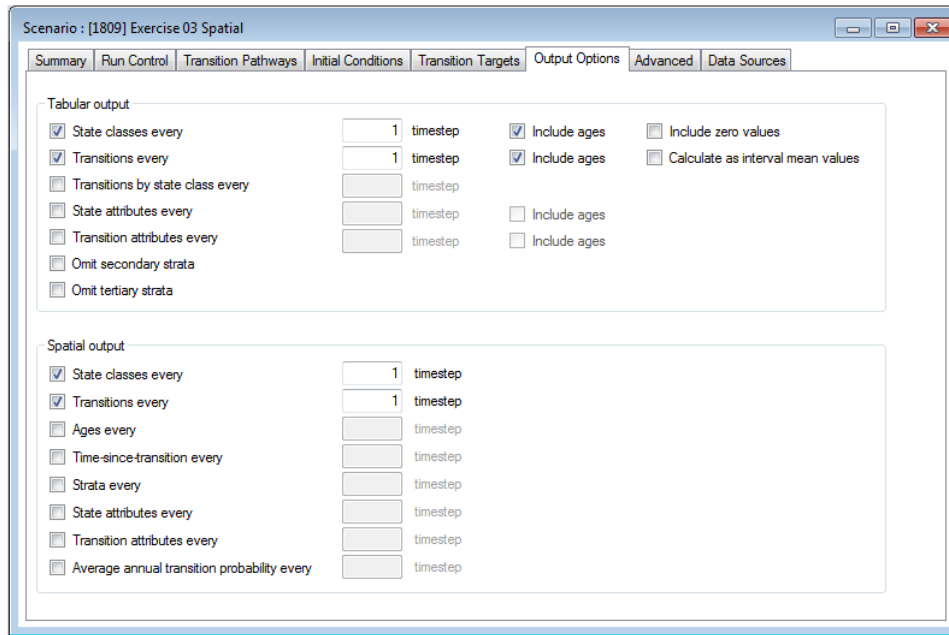 Scenario : [1809] Exercise 03 Spatial
Summary Run Control Transition Pathways Initial Conditions Transition Targets Output Options Advanced Data Sources
Tabular output
State classes every 1 timestep Include ages Include zero values
Transitions every 1 timestep Include ages Calculate as interval mean values
Transitions by state class every timestep
State attributes every timestep Include ages
Transition attributes every timestep Include ages
Omit secondary strata
Omit tertiary strata
Spatial output
State classes every 1 timestep
Transitions every 1 timestep
Ages every timestep
Time-since-transition every timestep
Strata every timestep
State attributes every timestep
Transition attributes every timestep
Average annual transition probability every timestep